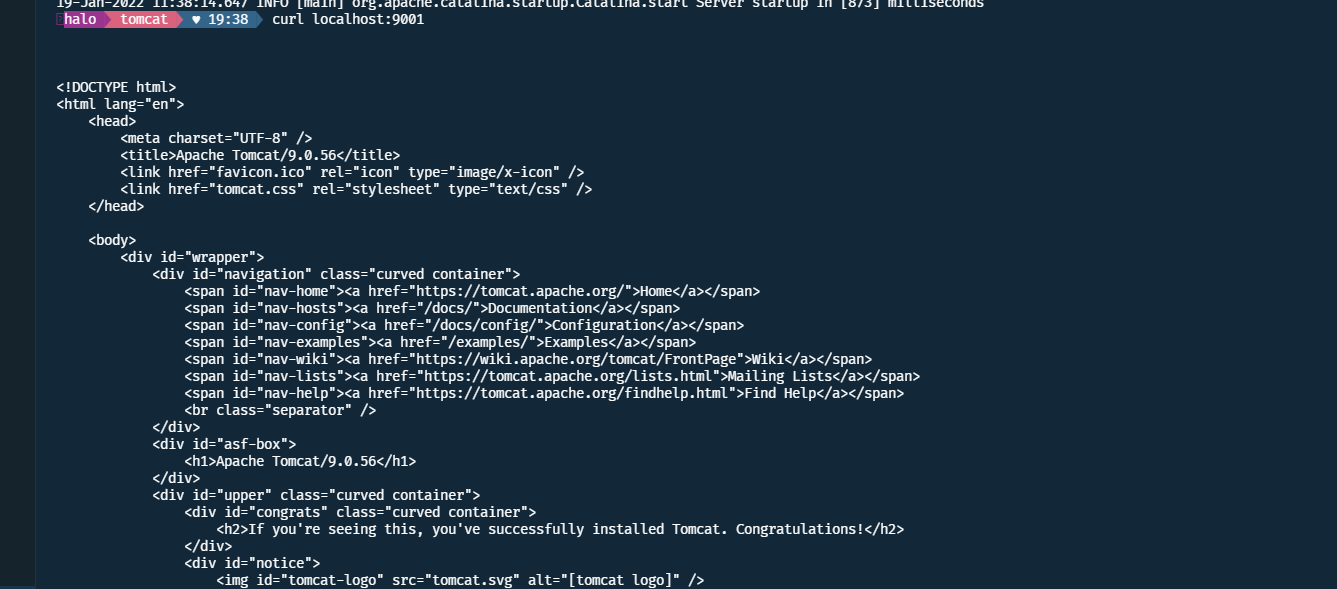 19-Jan-2022 11:38:14.647 INFO [main] org.apache.catalina.startup.Catalina.start Server startup in [873] milliseconds
halo tomcat ♥ 19:38 curl localhost:9001
<!DOCTYPE html>
<html lang="en">
    <head>
        <meta charset="UTF-8" />
        <title>Apache Tomcat/9.0.56</title>
        <link href="favicon.ico" rel="icon" type="image/x-icon" />
        <link href="tomcat.css" rel="stylesheet" type="text/css" />
    </head>

    <body>
        <div id="wrapper">
            <div id="navigation" class="curved container">
                <span id="nav-home"><a href="https://tomcat.apache.org/">Home</a></span>
                <span id="nav-hosts"><a href="/docs/">Documentation</a></span>
                <span id="nav-config"><a href="/docs/config/">Configuration</a></span>
                <span id="nav-examples"><a href="/examples/">Examples</a></span>
                <span id="nav-wiki"><a href="https://wiki.apache.org/tomcat/FrontPage">Wiki</a></span>
                <span id="nav-lists"><a href="https://tomcat.apache.org/lists.html">Mailing Lists</a></span>
                <span id="nav-help"><a href="https://tomcat.apache.org/findhelp.html">Find Help</a></span>
                <br class="separator" />
            </div>
            <div id="asf-box">
                <h1>Apache Tomcat/9.0.56</h1>
            </div>
            <div id="upper" class="curved container">
                <div id="congrats" class="curved container">
                    <h2>If you're seeing this, you've successfully installed Tomcat. Congratulations!</h2>
                </div>
                <div id="notice">
                    <img id="tomcat-logo" src="tomcat.svg" alt="[tomcat logo]" />